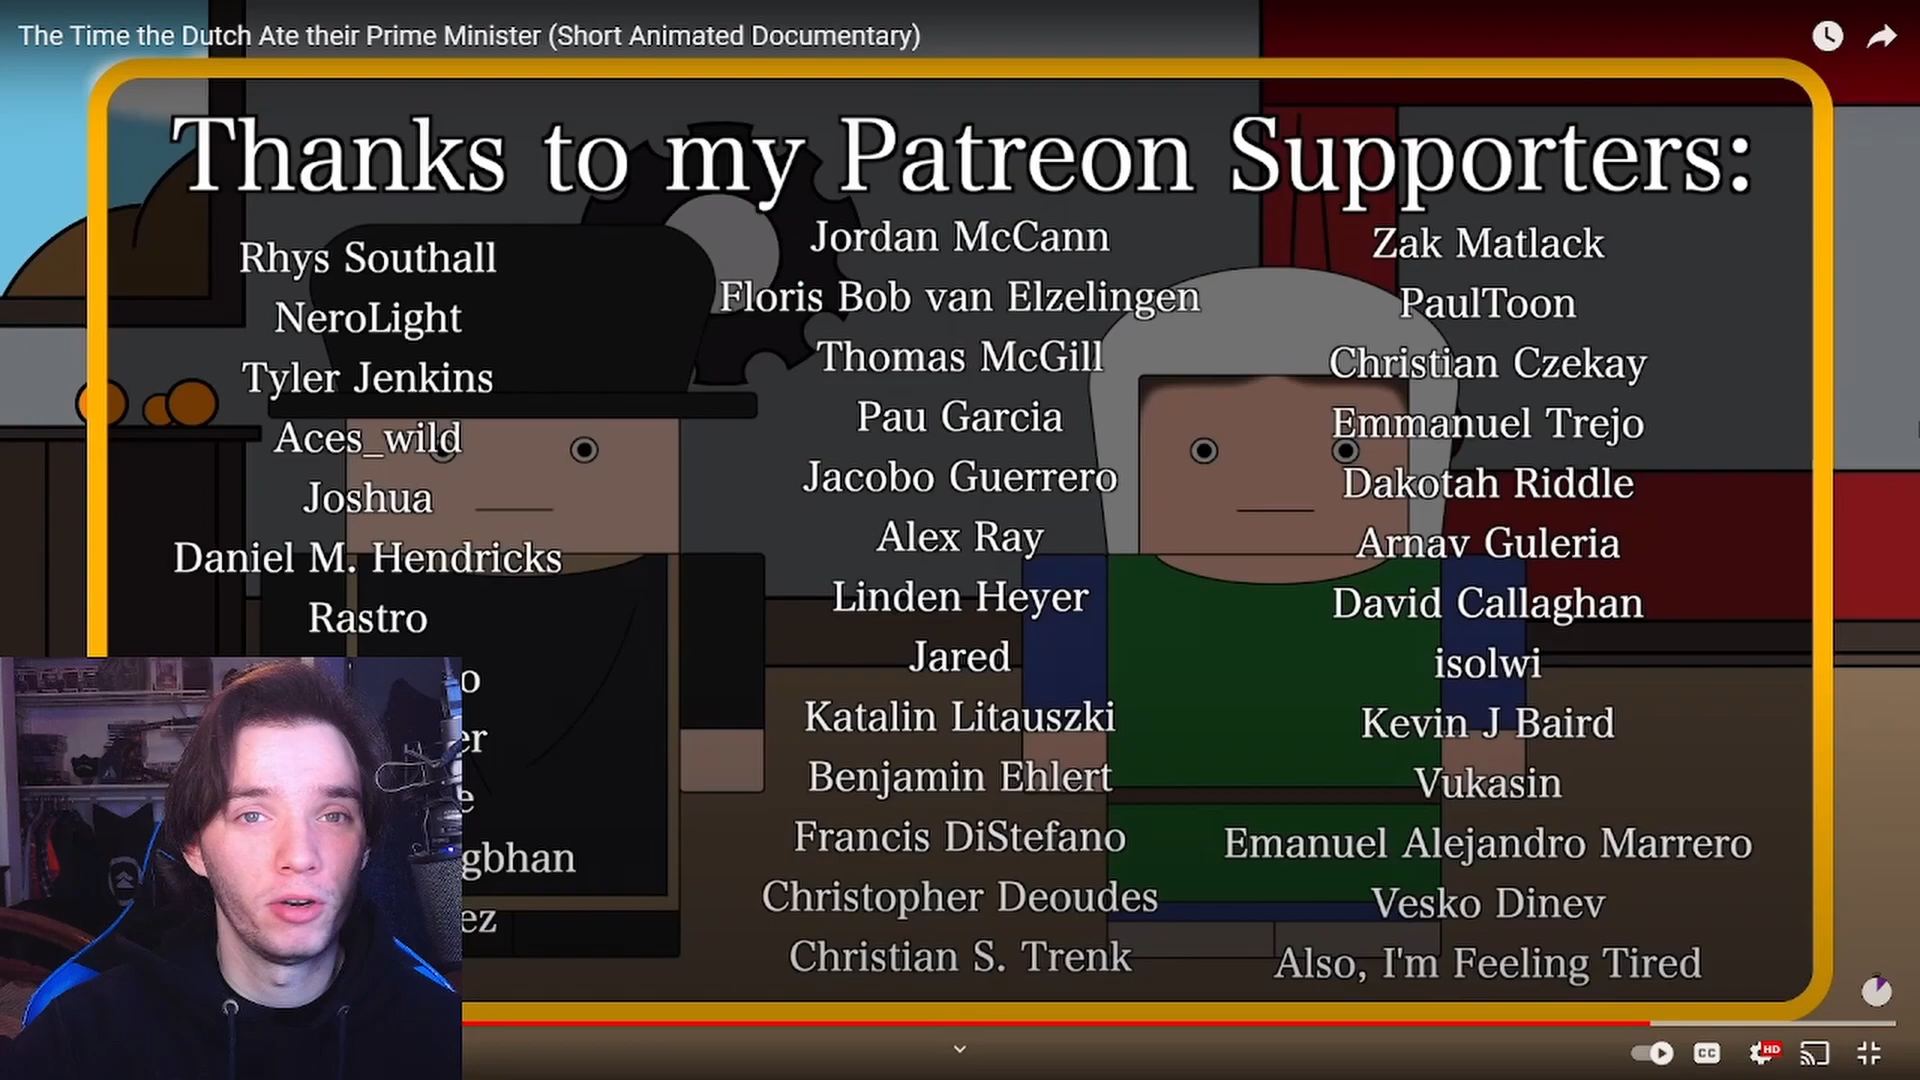 The Time the Dutch Ate their Prime Minister (Short Animated Documentary)
Thanks to my Patreon Supporters:
Rhys Southall
NeroLight
Tyler Jenkins
Aces_wild
Joshua
Daniel M. Hendricks
Rastro
Jordan McCann
Floris Bob van Elzelingen
Thomas McGill
Pau Garcia
Jacobo Guerrero
Alex Ray
Linden Heyer
Jared
Katalin Litauszki
Benjamin Ehlert
Francis DiStefano
Christopher Deoudes
Christian S. Trenk
Zak Matlack
PaulToon
Christian Czekay
Emmanuel Trejo
Dakotah Riddle
Arnav Guleria
David Callaghan
isolwi
Kevin J Baird
Vukasin
Emanuel Alejandro Marrero
Vesko Dinev
Also, I'm Feeling Tired
CC
HD